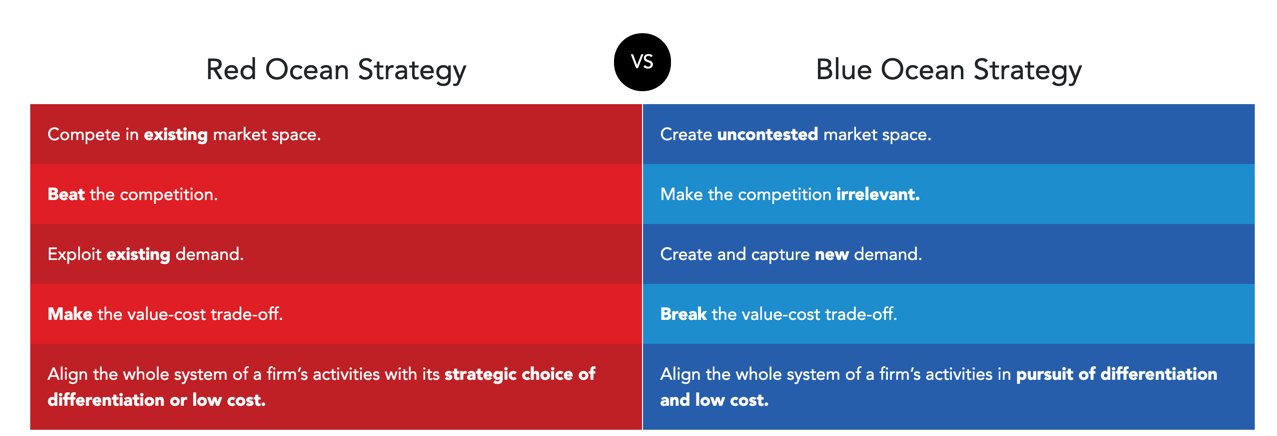 Red Ocean Strategy
VS
Blue Ocean Strategy
Compete in existing market space.
Create uncontested market space.
Beat the competition.
Make the competition irrelevant.
Exploit existing demand.
Create and capture new demand.
Make the value-cost trade-off.
Break the value-cost trade-off.
Align the whole system of a firm’s activities with its strategic choice of
differentiation or low cost.
Align the whole system of a firm’s activities in pursuit of differentiation
and low cost.